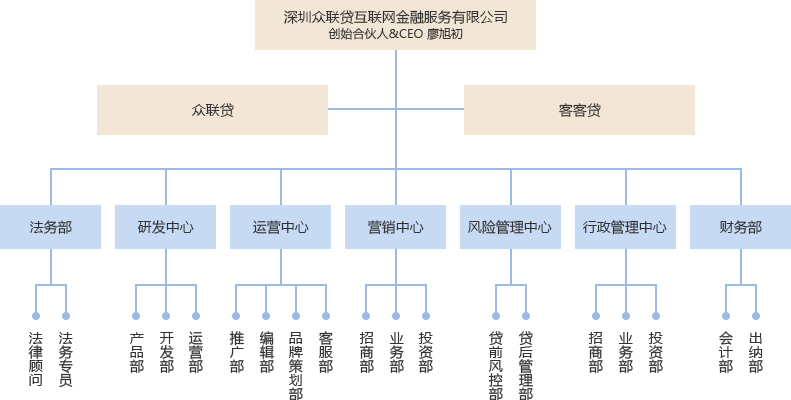 深圳众联贷互联网金融服务有限公司
创始合伙人&CEO 廖旭初
众联贷
客客贷
法务部
研发中心
运营中心
营销中心
风险管理中心
行政管理中心
财务部
法律顾问
法务专员
产品部
开发部
运营部
推广部
编辑部
品牌策划部
客服部
招商部
业务部
投资部
贷前风控部
贷后管理部
招商部
业务部
投资部
会计部
出纳部